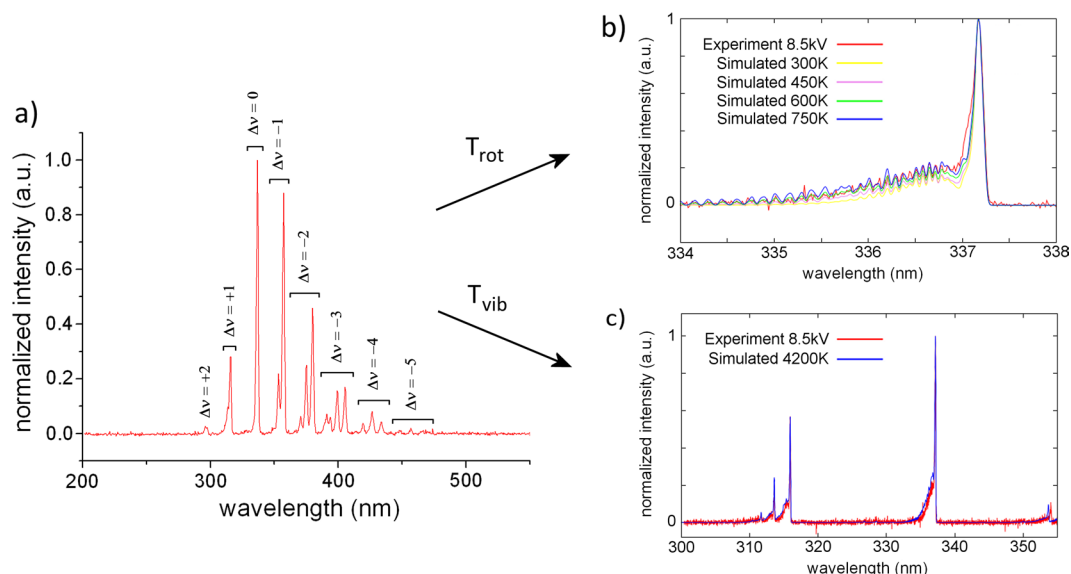 a)
normalized intensity (a.u.)
1.0
0.8
0.6
0.4
0.2
0.0
Δν = +2
Δν = +1
Δν = 0
Δν = -1
Δν = -2
Δν = -3
Δν = -4
Δν = -5
200 300 400 500
wavelength (nm)
Trot
Tvib
b)
normalized intensity (a.u.)
1
0
Experiment 8.5kV
Simulated 300K
Simulated 450K
Simulated 600K
Simulated 750K
334 335 336 337 338
wavelength (nm)
c)
normalized intensity (a.u.)
1
0
Experiment 8.5kV
Simulated 4200K
300 310 320 330 340 350
wavelength (nm)